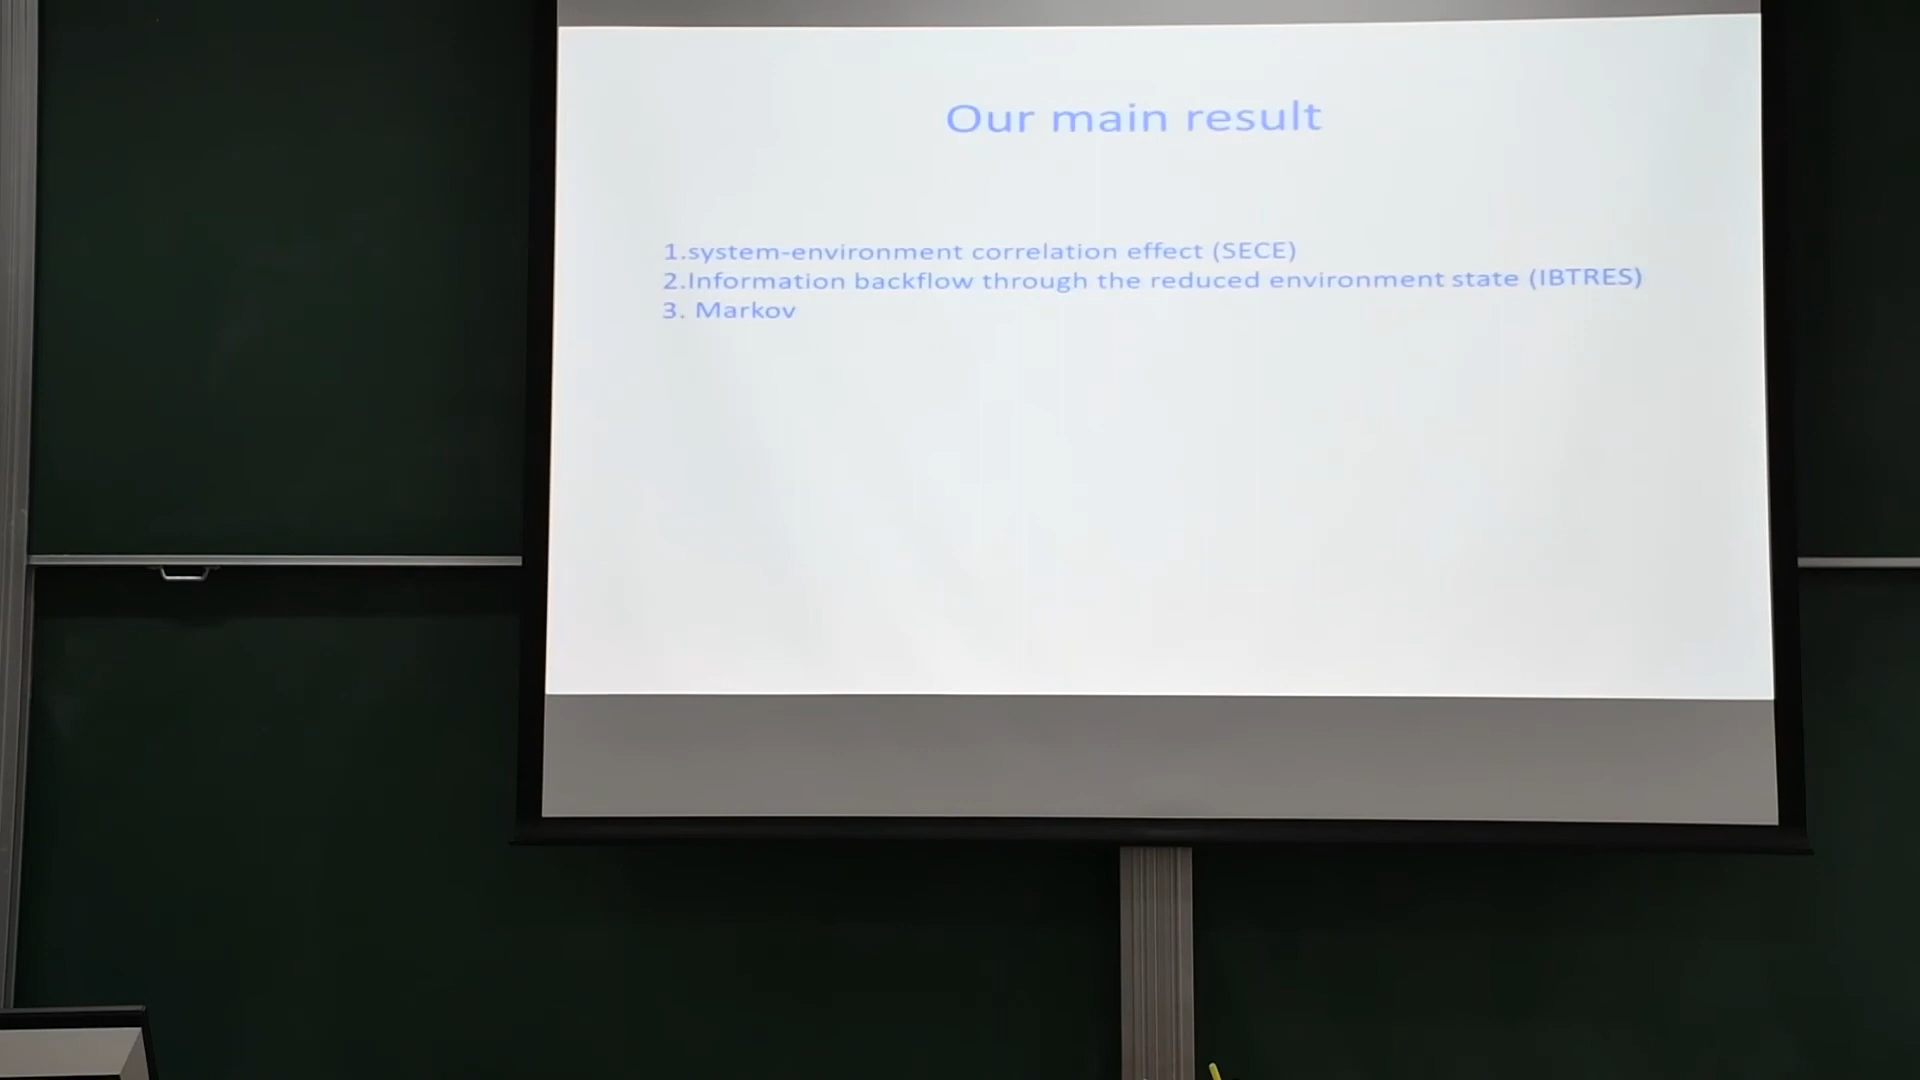 Our main result
1.system-environment correlation effect (SECE)
2.Information backflow through the reduced environment state (IBTRES)
3. Markov